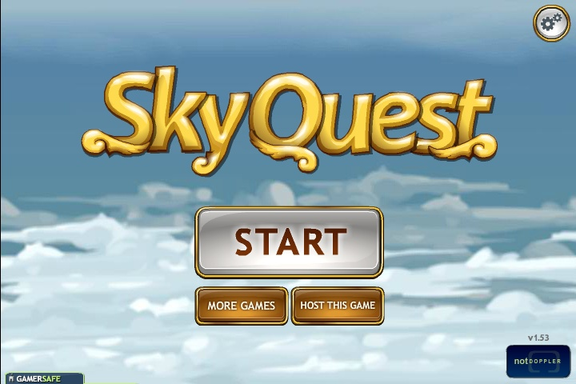 SkyQuest
START
MORE GAMES
HOST THIS GAME
v1.53
notDOPPLER
GAMERSAFE